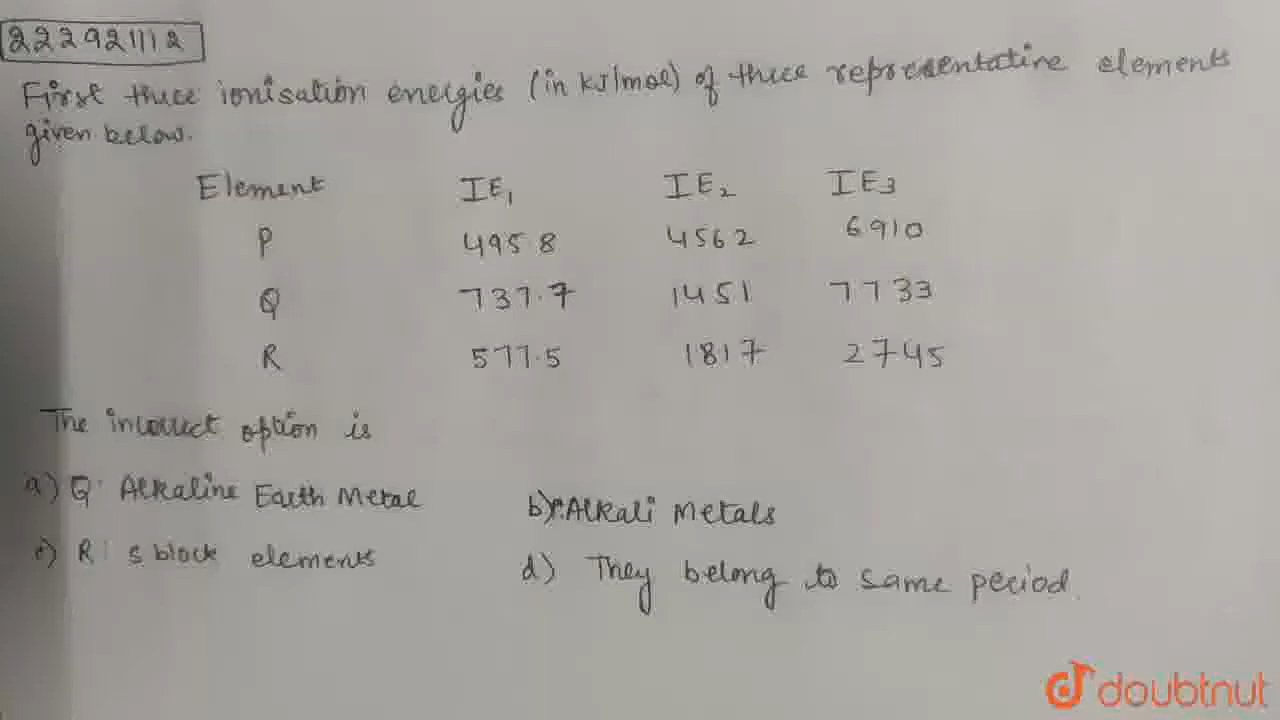 222921112
First three ionisation energies (in kJ/mol) of three representative elements
given below.
Element IE₁ IE₂ IE₃
P 495 8 4562 6910
Q 737.7 1451 7733
R 577.5 1817 2745
The incorrect option is
a) Q: Alkaline Earth Metal b) P: Alkali Metals
c) R: s block elements d) They belong to same period.
doubtnut